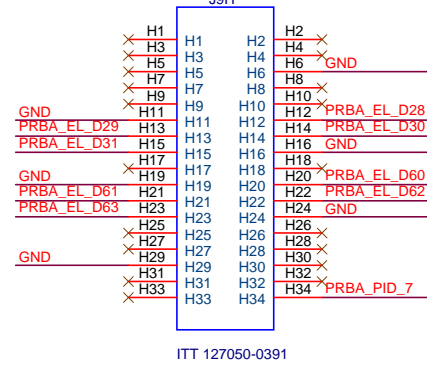 J9H
H1 H2
H1 H2
H3 H4
H3 H4
H5 H6 GND
H5 H6
H7 H8
H7 H8
H9 H10
H9 H10
GND H11 H12 PRBA_EL_D28
H11 H12
PRBA_EL_D29 H13 H14 PRBA_EL_D30
H13 H14
PRBA_EL_D31 H15 H16 GND
H15 H16
H17 H18
H17 H18
GND H19 H20 PRBA_EL_D60
H19 H20
PRBA_EL_D61 H21 H22 PRBA_EL_D62
H21 H22
PRBA_EL_D63 H23 H24 GND
H23 H24
H25 H26
H25 H26
H27 H28
H27 H28
GND H29 H30
H29 H30
H31 H32
H31 H32
H33 H34 PRBA_PID_7
H33 H34
ITT 127050-0391